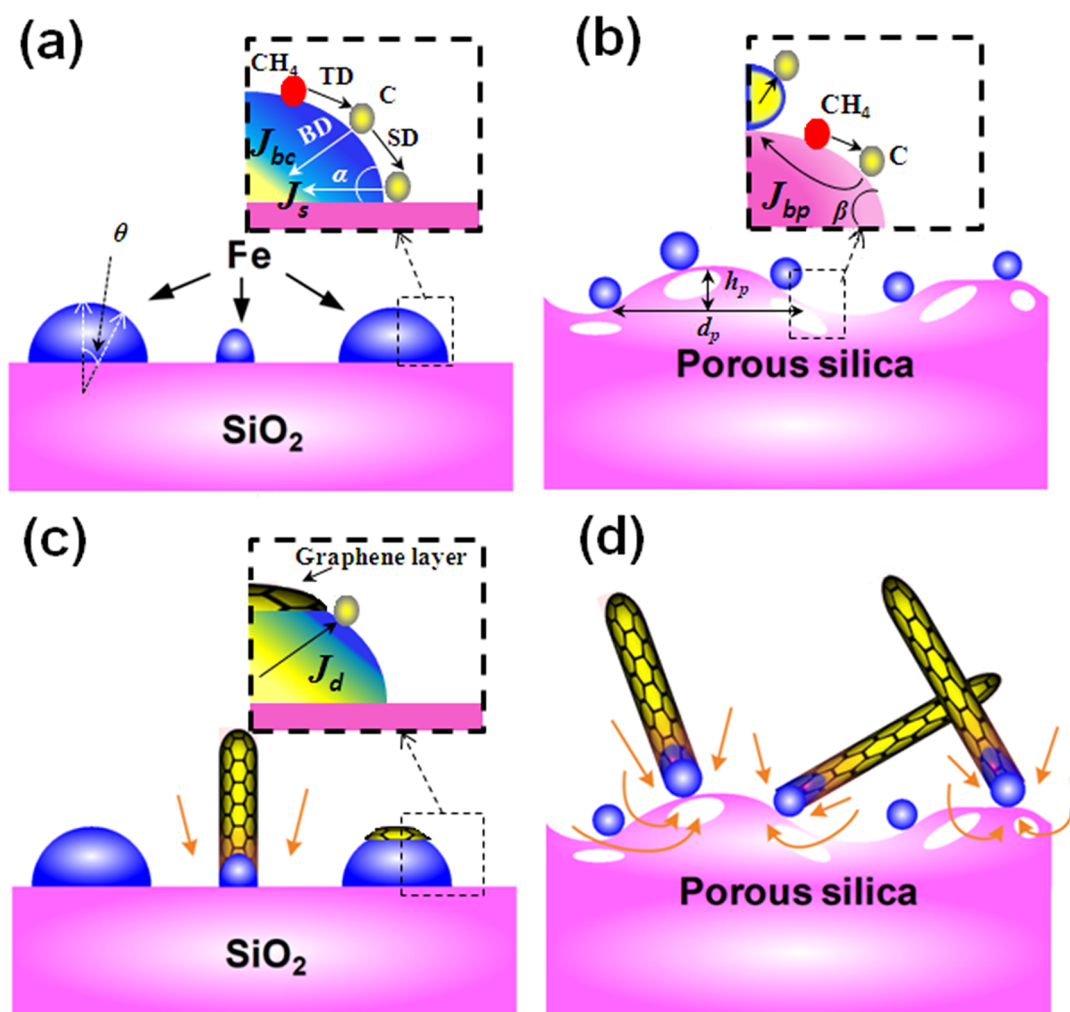 (a)
CH4
TD
C
BD
SD
Jbc
α
Js
θ
Fe
SiO2
(b)
CH4
C
Jbp
β
hp
dp
Porous silica
(c)
Graphene layer
Jd
SiO2
(d)
Porous silica